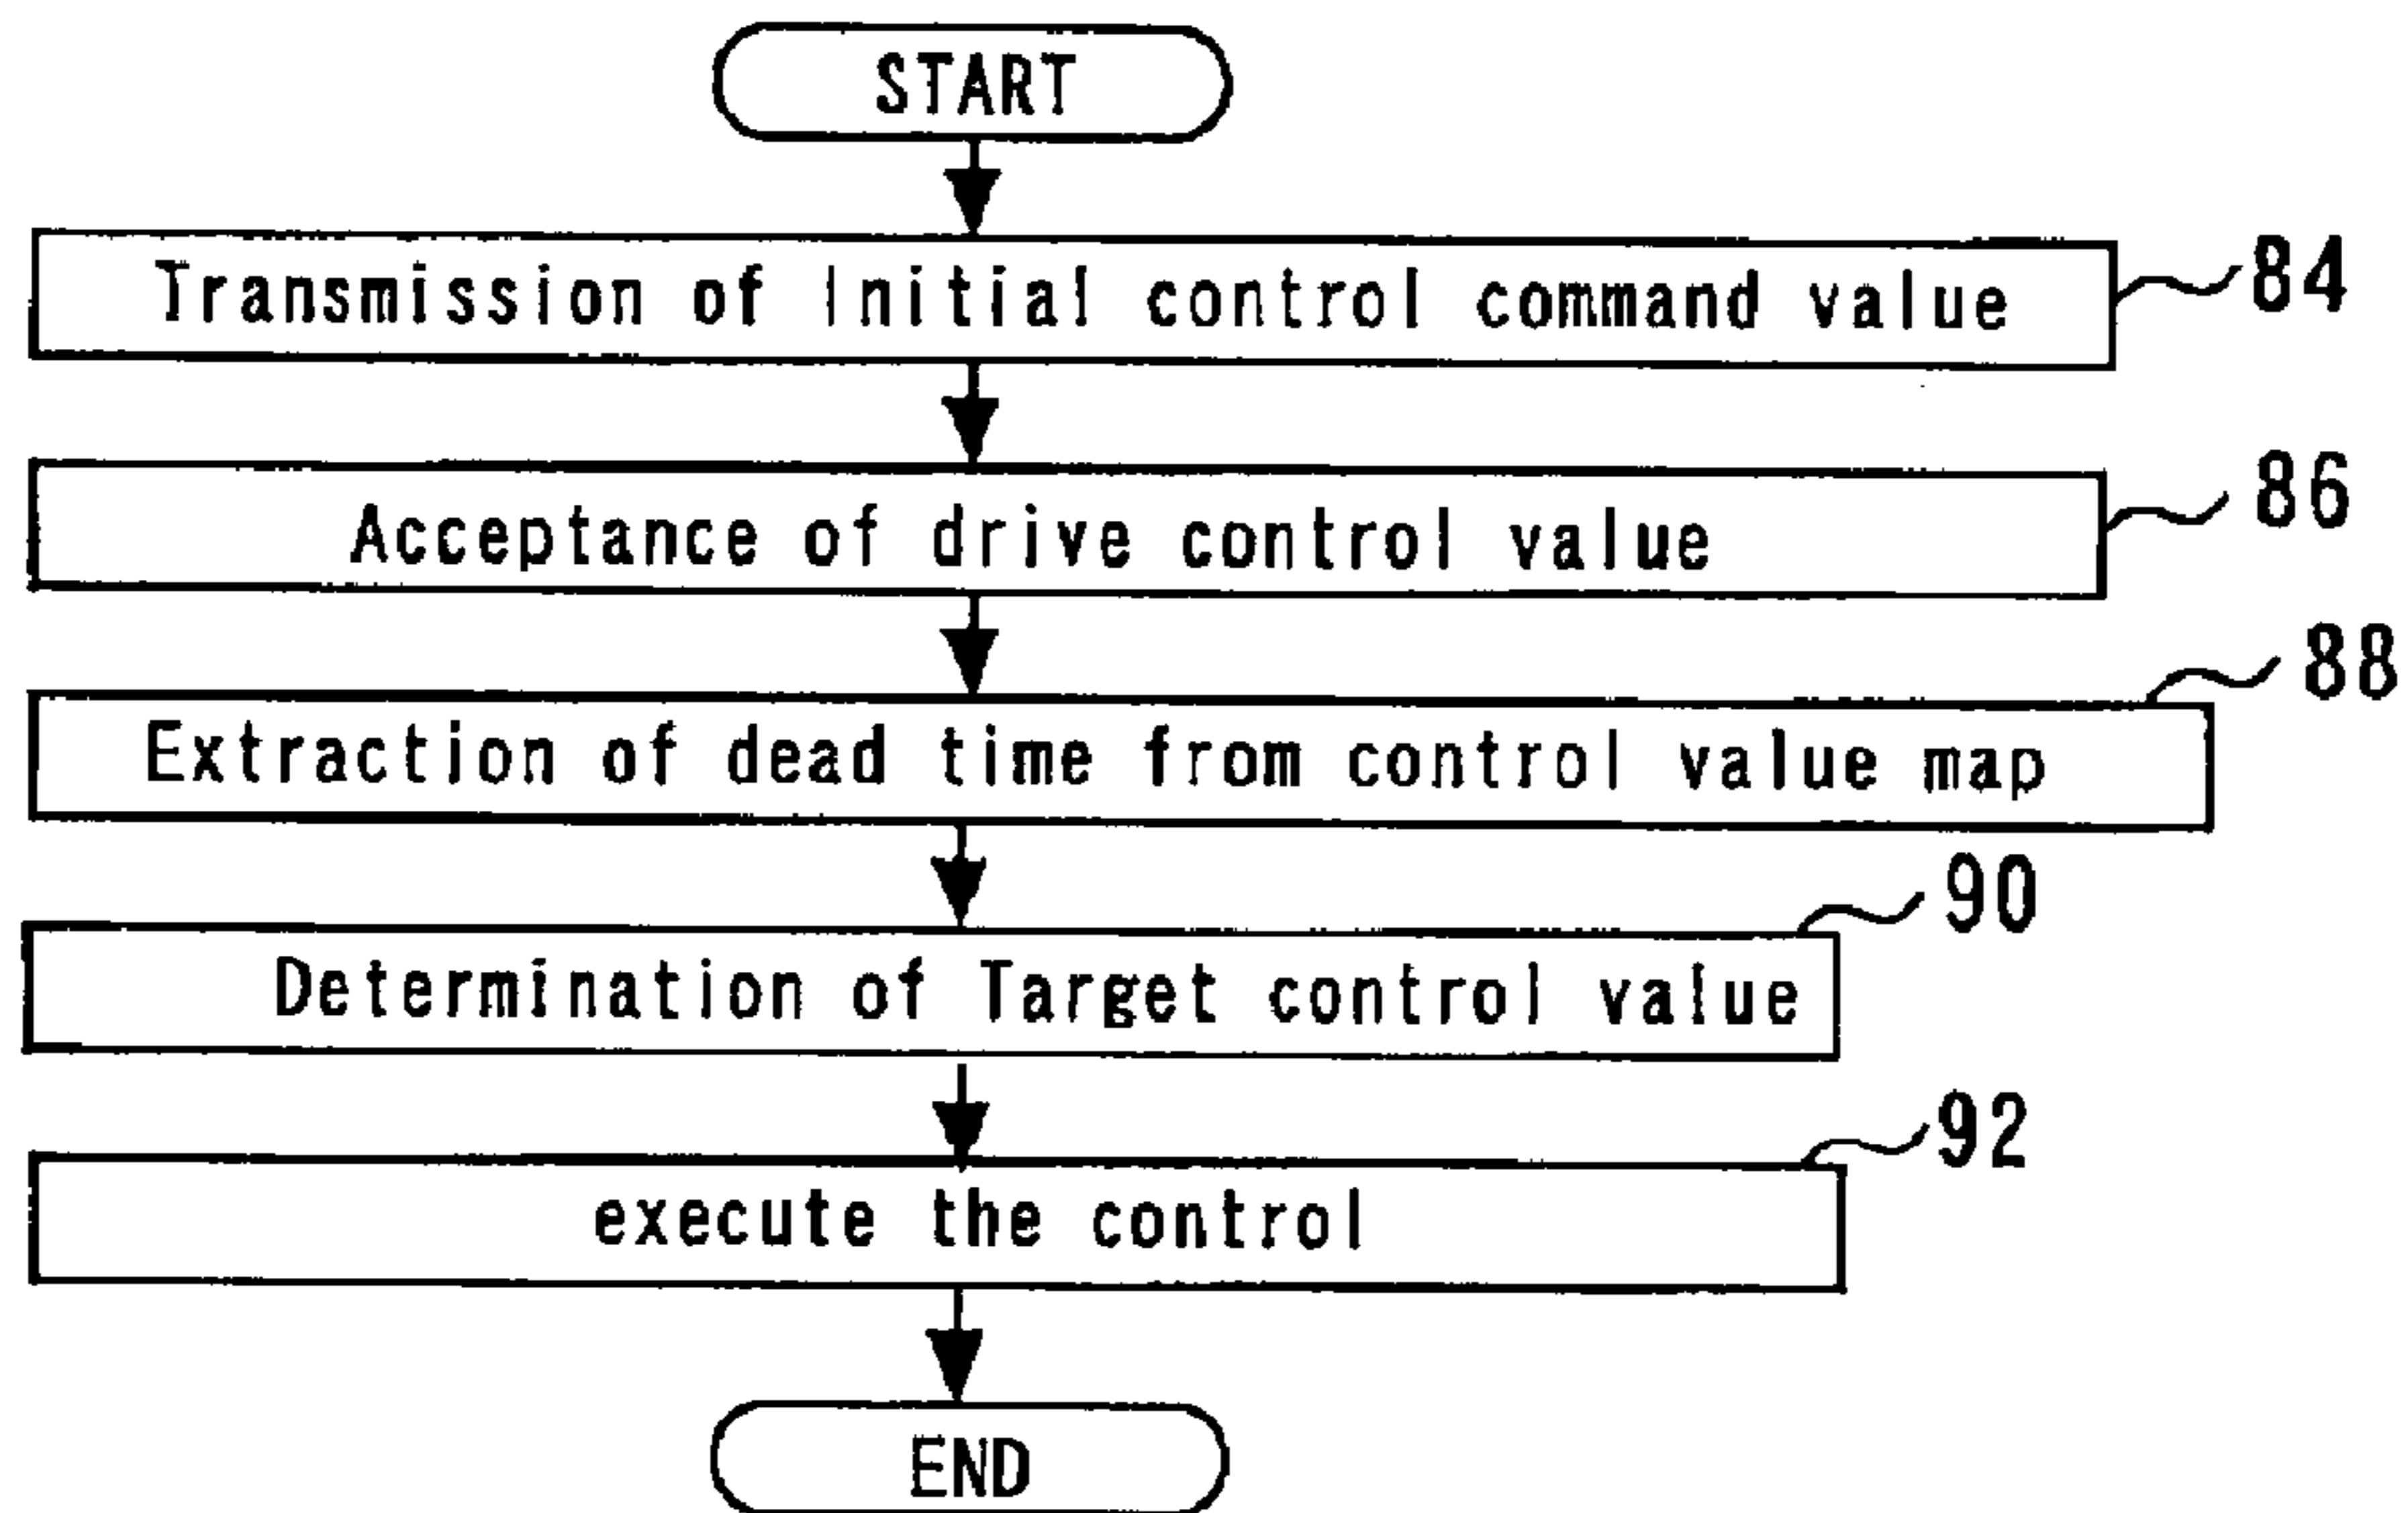 START
Transmission of Initial control command value
84
Acceptance of drive control value
86
88
Extraction of dead time from control value map
90
Determination of Target control value
92
execute the control
END